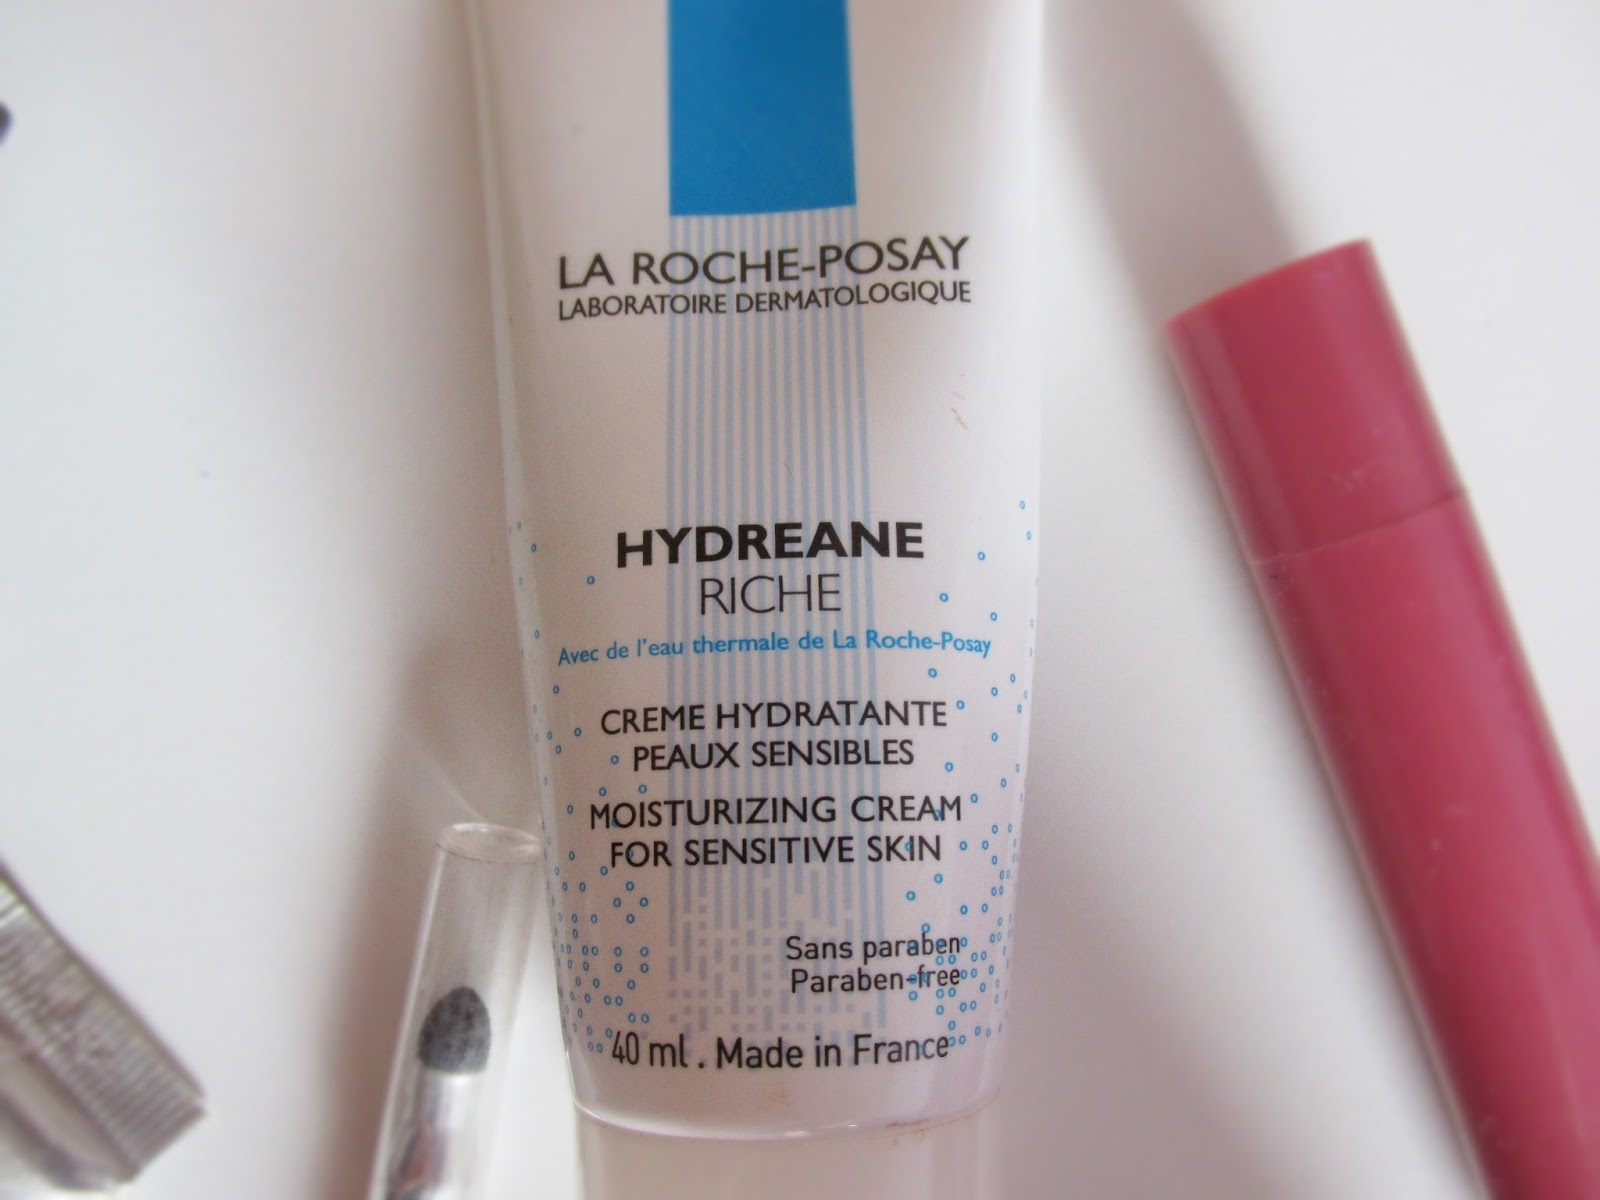 LA ROCHE-POSAY
LABORATOIRE DERMATOLOGIQUE
HYDREANE
RICHE
Avec de l'eau thermale de La Roche-Posay
CREME HYDRATANTE
PEAUX SENSIBLES
MOISTURIZING CREAM
FOR SENSITIVE SKIN
Sans paraben
Paraben-free
40 ml . Made in France